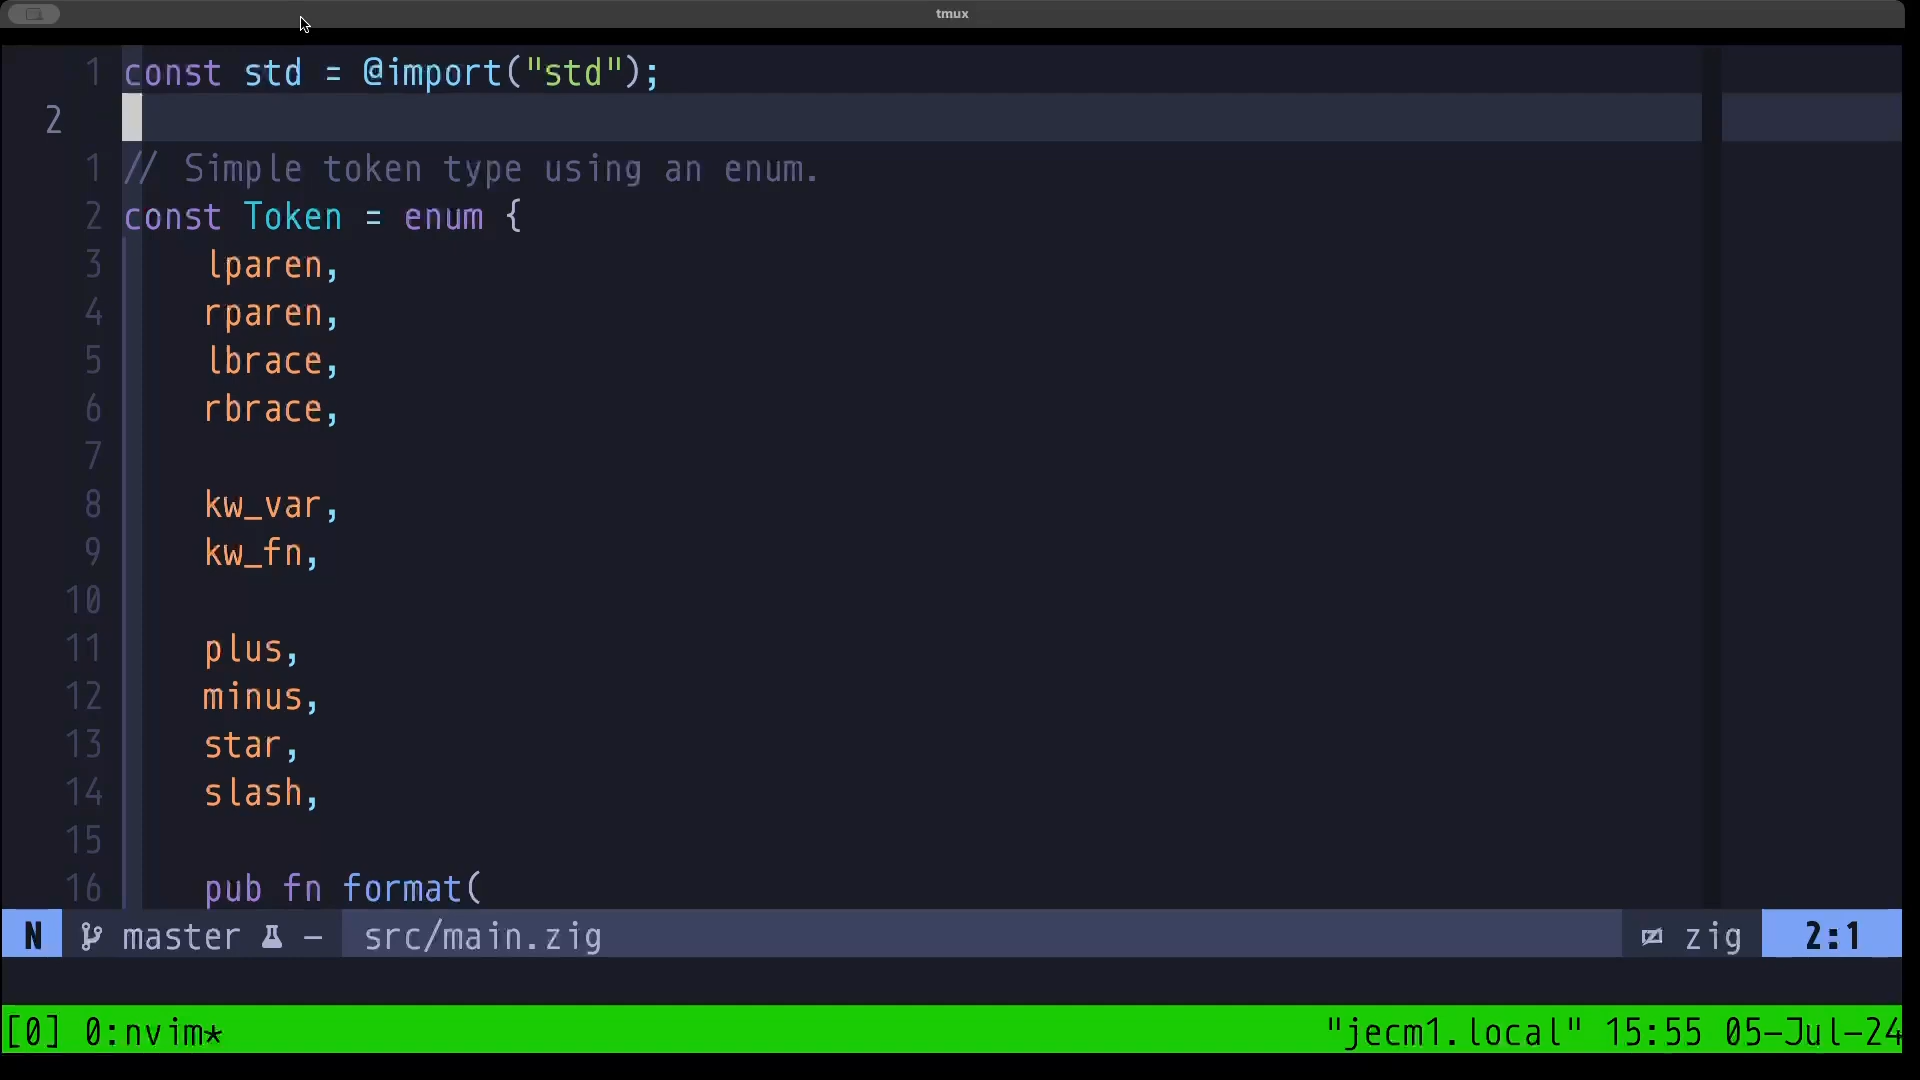 tmux
1 const std = @import("std");
2
1 // Simple token type using an enum.
2 const Token = enum {
3 lparen,
4 rparen,
5 lbrace,
6 rbrace,
7
8 kw_var,
9 kw_fn,
10
11 plus,
12 minus,
13 star,
14 slash,
15
16 pub fn format(
N master – src/main.zig zig 2:1
[0] 0:nvim* "jecm1.local" 15:55 05-Jul-24